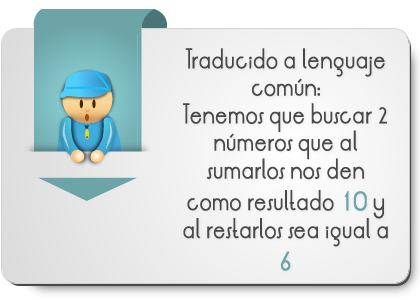 Traducido a lenguaje
común:
Tenemos que buscar 2
números que al
sumarlos nos den
como resultado 10 y
al restarlos sea igual a
6